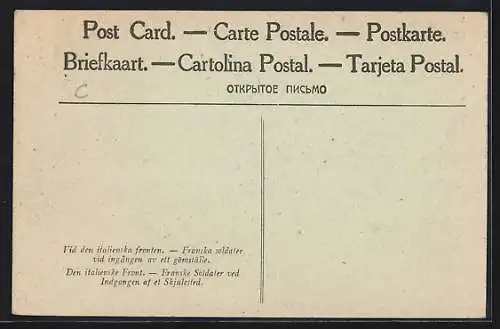 Post Card. — Carte Postale. — Postkarte.
Briefkaart. — Cartolina Postal. — Tarjeta Postal.
ОТКРЫТОЕ ПИСЬМО
C
Vid den italienska fronten. — Franska soldater
vid ingången av ett gömställe.
Den italienske Front. — Franske Soldater ved
Indgangen af et Skjulested.